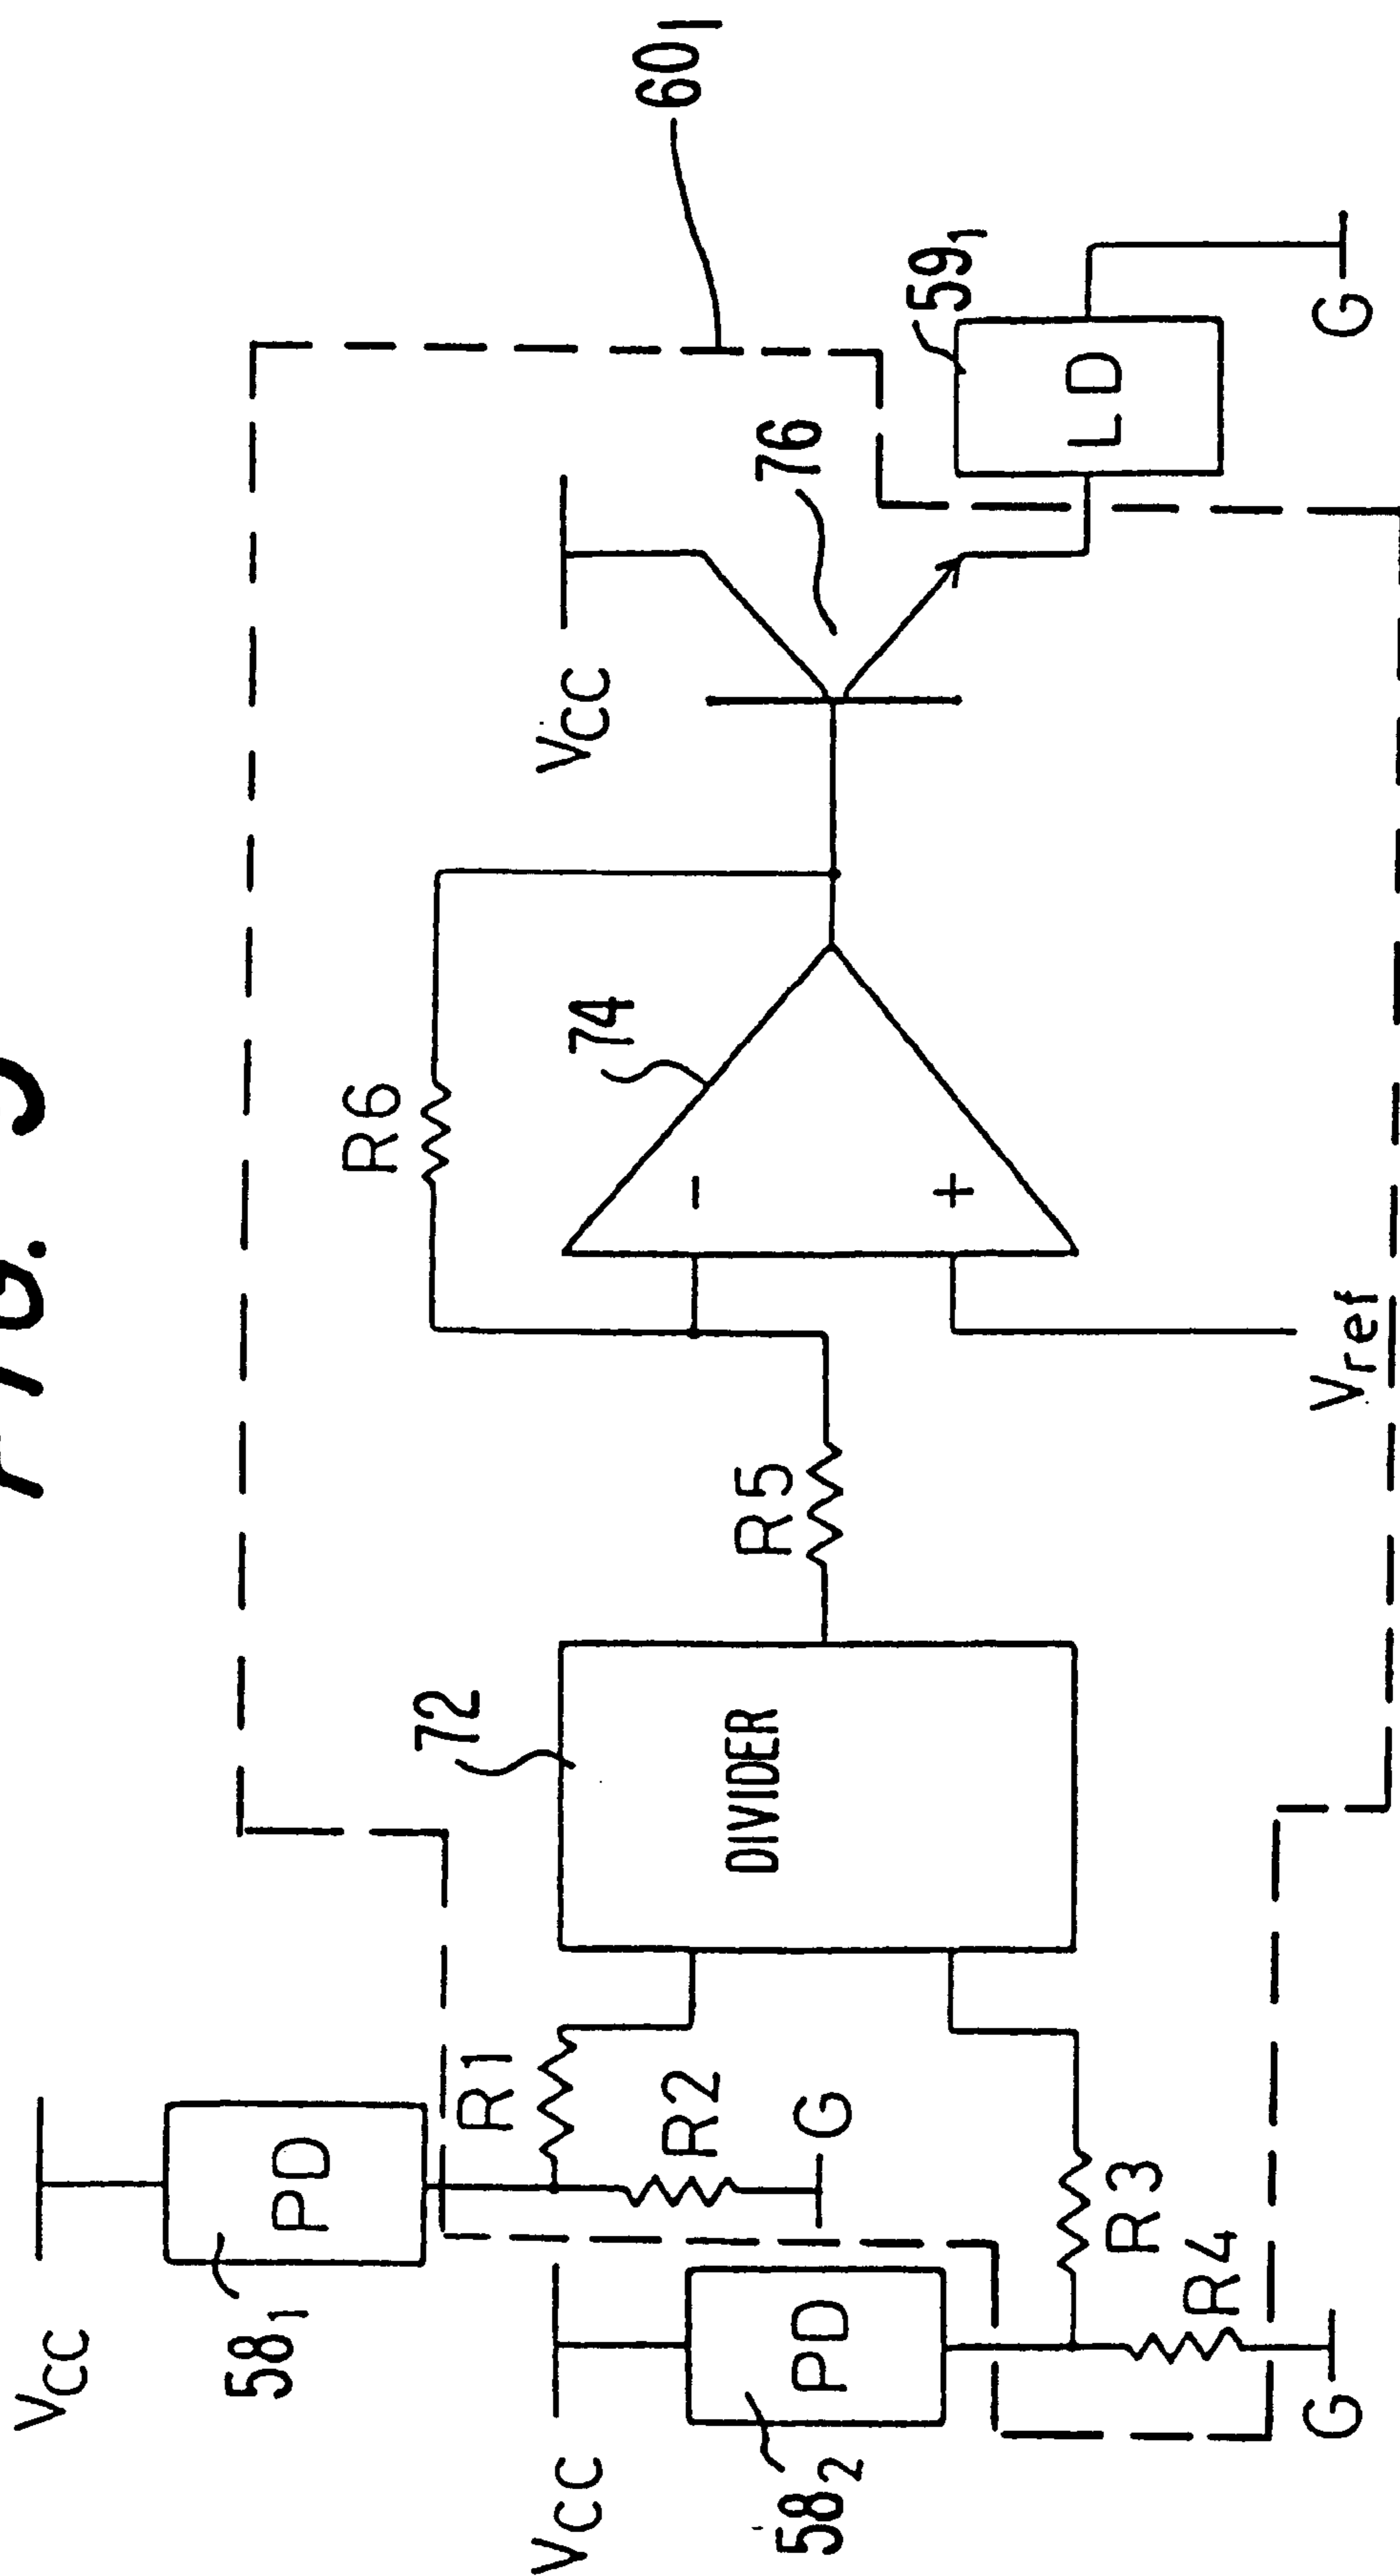 FIG.
60₁
VCC
PD
58₁
R1
R2
G
VCC
PD
58₂
R3
R4
G
72
DIVIDER
R5
R6
74
-
+
Vref
VCC
76
59₁
LD
G